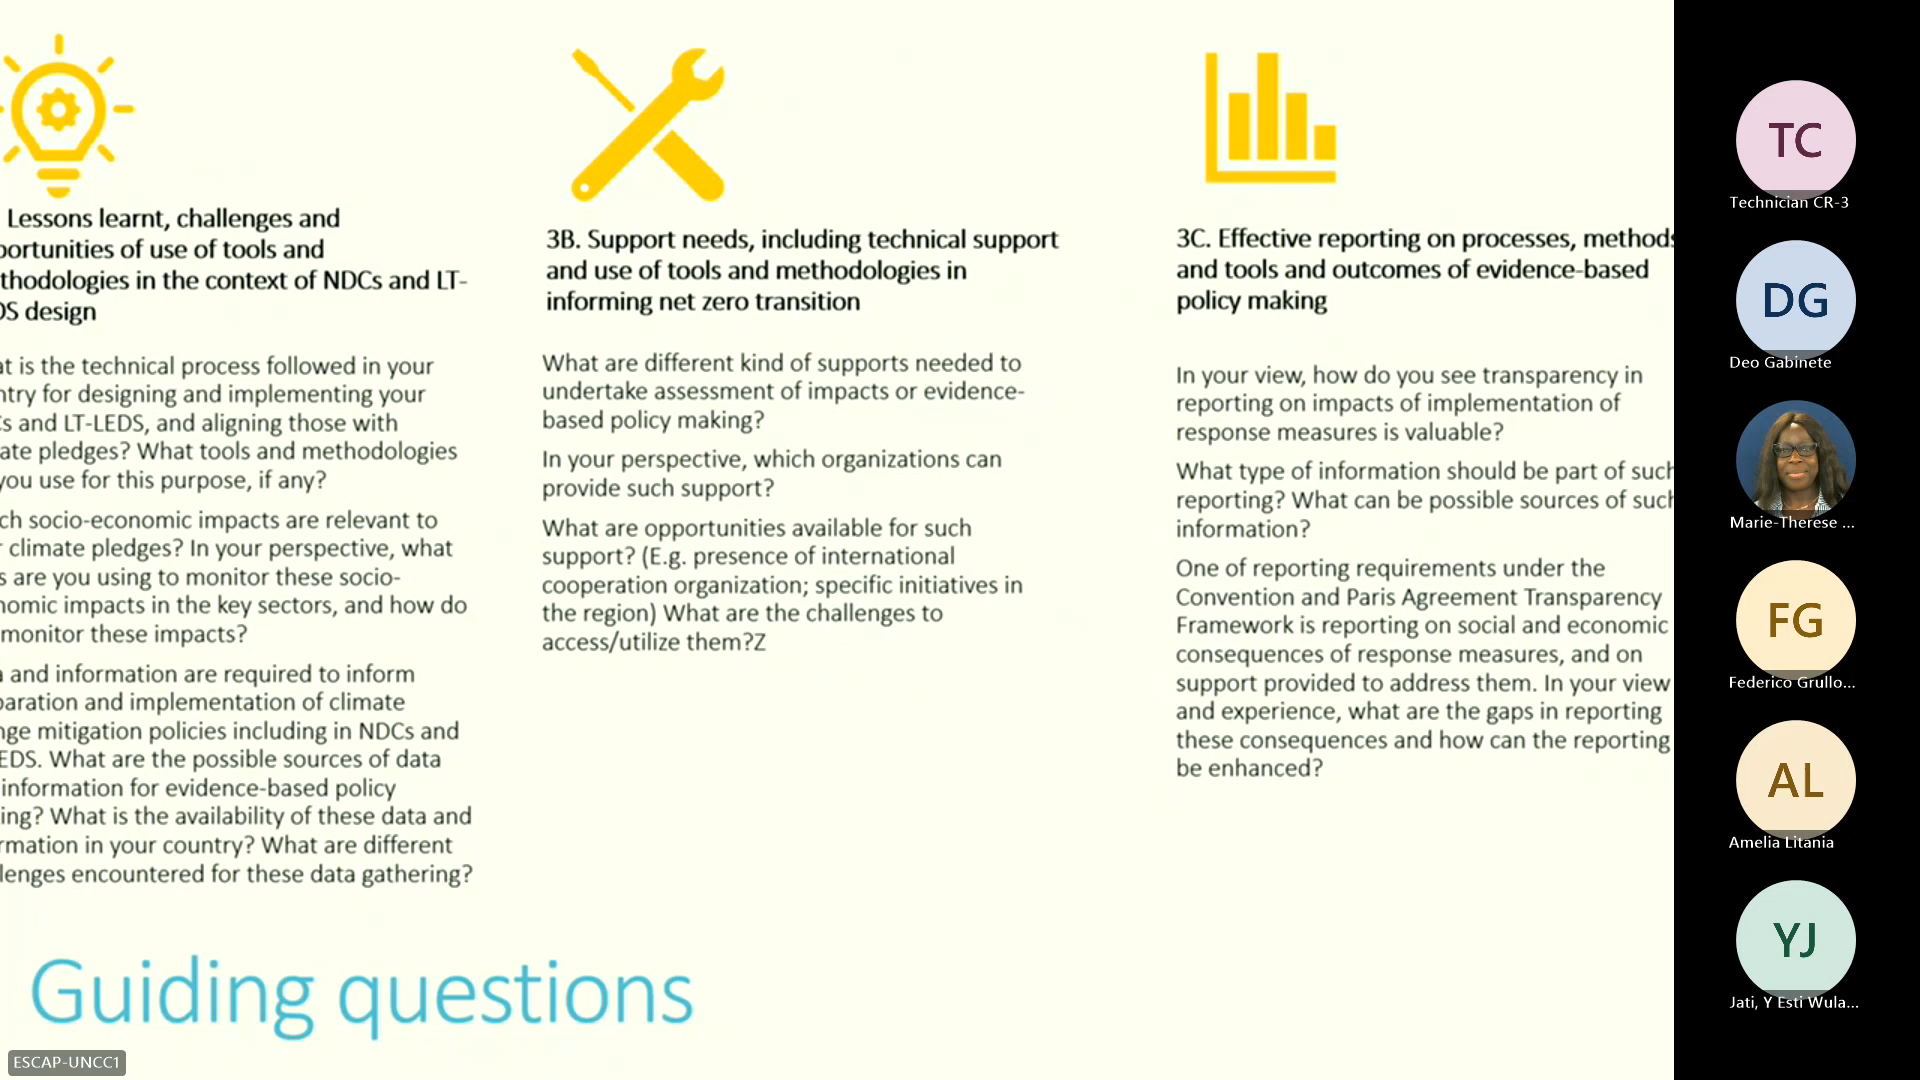 Lessons learnt, challenges and
portunities of use of tools and
thodologies in the context of NDCs and LT-
DS design
at is the technical process followed in your
ntry for designing and implementing your
Cs and LT-LEDS, and aligning those with
ate pledges? What tools and methodologies
you use for this purpose, if any?
ch socio-economic impacts are relevant to
r climate pledges? In your perspective, what
s are you using to monitor these socio-
nomic impacts in the key sectors, and how do
monitor these impacts?
a and information are required to inform
paration and implementation of climate
nge mitigation policies including in NDCs and
EDS. What are the possible sources of data
information for evidence-based policy
ing? What is the availability of these data and
rmation in your country? What are different
lenges encountered for these data gathering?
3B. Support needs, including technical support
and use of tools and methodologies in
informing net zero transition
What are different kind of supports needed to
undertake assessment of impacts or evidence-
based policy making?
In your perspective, which organizations can
provide such support?
What are opportunities available for such
support? (E.g. presence of international
cooperation organization; specific initiatives in
the region) What are the challenges to
access/utilize them?Z
3C. Effective reporting on processes, methods
and tools and outcomes of evidence-based
policy making
In your view, how do you see transparency in
reporting on impacts of implementation of
response measures is valuable?
What type of information should be part of such
reporting? What can be possible sources of such
information?
One of reporting requirements under the
Convention and Paris Agreement Transparency
Framework is reporting on social and economic
consequences of response measures, and on
support provided to address them. In your view
and experience, what are the gaps in reporting
these consequences and how can the reporting
be enhanced?
Guiding questions
ESCAP-UNCC1
TC
Technician CR-3
DG
Deo Gabinete
Marie-Therese ...
FG
Federico Grullo...
AL
Amelia Litania
YJ
Jati, Y Esti Wula...